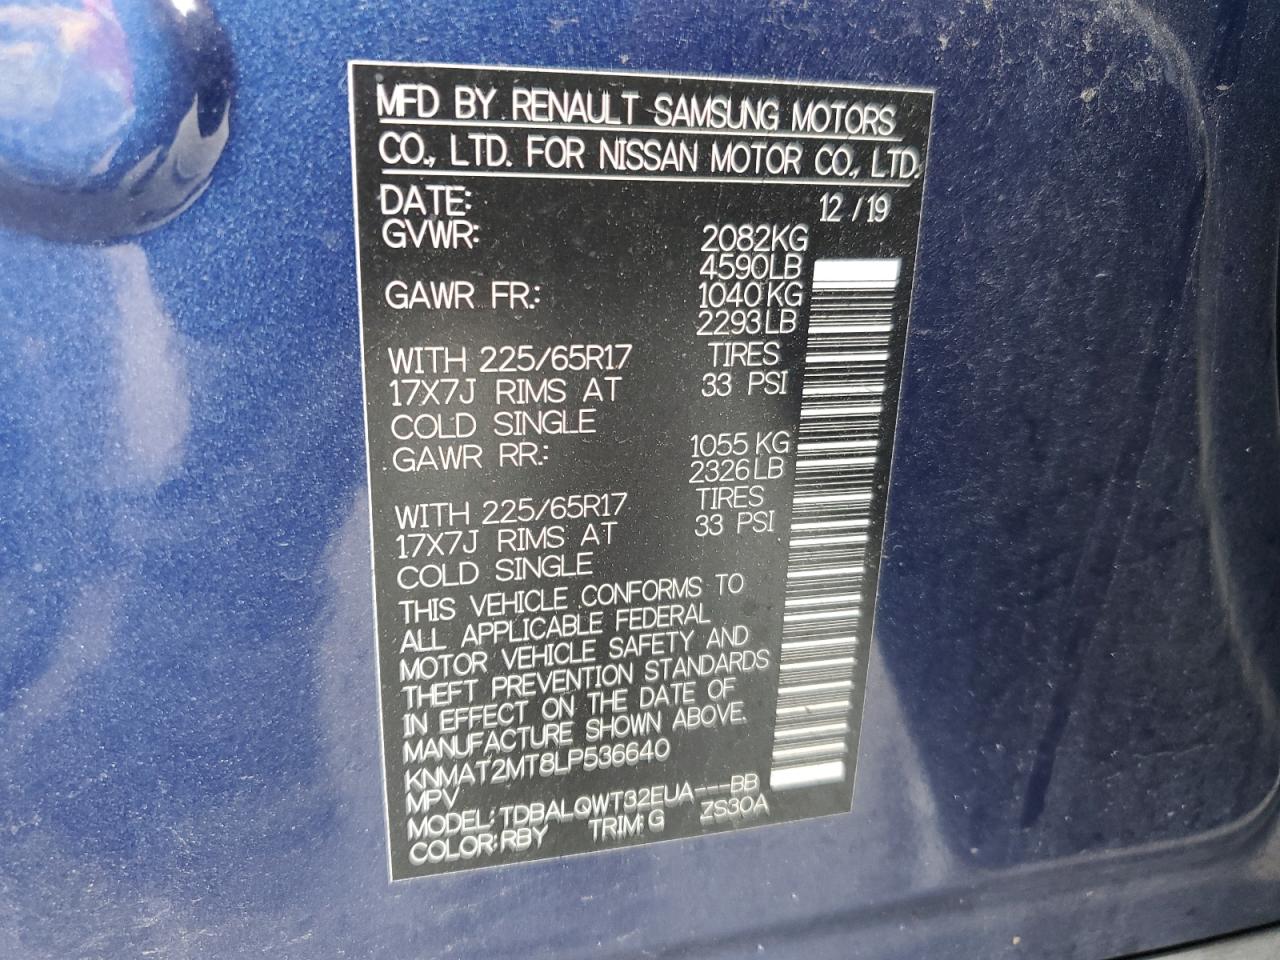 MFD BY RENAULT SAMSUNG MOTORS
CO., LTD. FOR NISSAN MOTOR CO., LTD.
DATE: 12 / 19
GVWR: 2082KG
4590LB
GAWR FR.: 1040 KG
2293LB
WITH 225/65R17 TIRES
17X7J RIMS AT 33 PSI
COLD SINGLE
GAWR RR.: 1055 KG
2326LB
WITH 225/65R17 TIRES
17X7J RIMS AT 33 PSI
COLD SINGLE
THIS VEHICLE CONFORMS TO
ALL APPLICABLE FEDERAL
MOTOR VEHICLE SAFETY AND
THEFT PREVENTION STANDARDS
IN EFFECT ON THE DATE OF
MANUFACTURE SHOWN ABOVE.
KNMAT2MT8LP536640
MPV
MODEL: TDBALQWT32EUA---BB
COLOR: RBY TRIM: G ZS30A